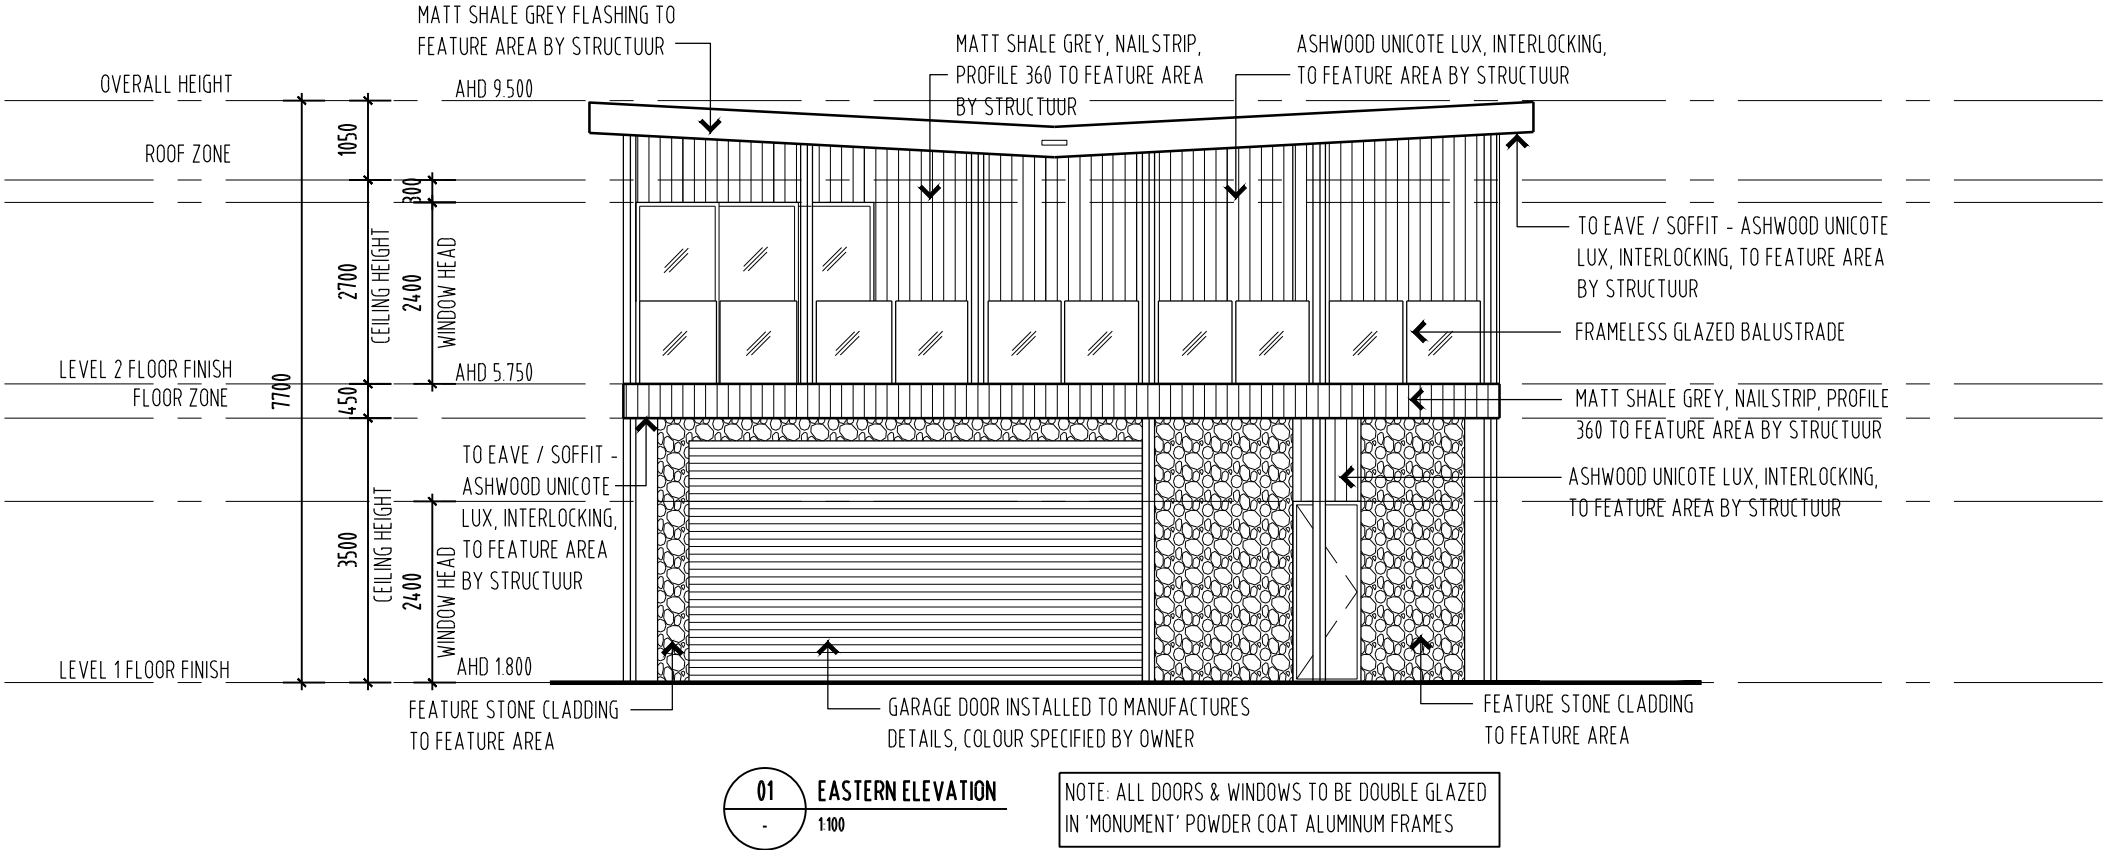 MATT SHALE GREY FLASHING TO
FEATURE AREA BY STRUCTUUR
MATT SHALE GREY, NAILSTRIP,
PROFILE 360 TO FEATURE AREA
BY STRUCTUUR
ASHWOOD UNICOTE LUX, INTERLOCKING,
TO FEATURE AREA BY STRUCTUUR
OVERALL HEIGHT
AHD 9.500
1050
ROOF ZONE
300
2700
CEILING HEIGHT
2400
WINDOW HEAD
TO EAVE / SOFFIT - ASHWOOD UNICOTE
LUX, INTERLOCKING, TO FEATURE AREA
BY STRUCTUUR
FRAMELESS GLAZED BALUSTRADE
LEVEL 2 FLOOR FINISH
AHD 5.750
FLOOR ZONE
7700
450
MATT SHALE GREY, NAILSTRIP, PROFILE
360 TO FEATURE AREA BY STRUCTUUR
TO EAVE / SOFFIT -
ASHWOOD UNICOTE
LUX, INTERLOCKING,
TO FEATURE AREA
BY STRUCTUUR
ASHWOOD UNICOTE LUX, INTERLOCKING,
TO FEATURE AREA BY STRUCTUUR
3500
CEILING HEIGHT
2400
WINDOW HEAD
LEVEL 1 FLOOR FINISH
AHD 1.800
FEATURE STONE CLADDING
TO FEATURE AREA
GARAGE DOOR INSTALLED TO MANUFACTURES
DETAILS, COLOUR SPECIFIED BY OWNER
FEATURE STONE CLADDING
TO FEATURE AREA
01
-
EASTERN ELEVATION
1:100
NOTE: ALL DOORS & WINDOWS TO BE DOUBLE GLAZED
IN 'MONUMENT' POWDER COAT ALUMINUM FRAMES